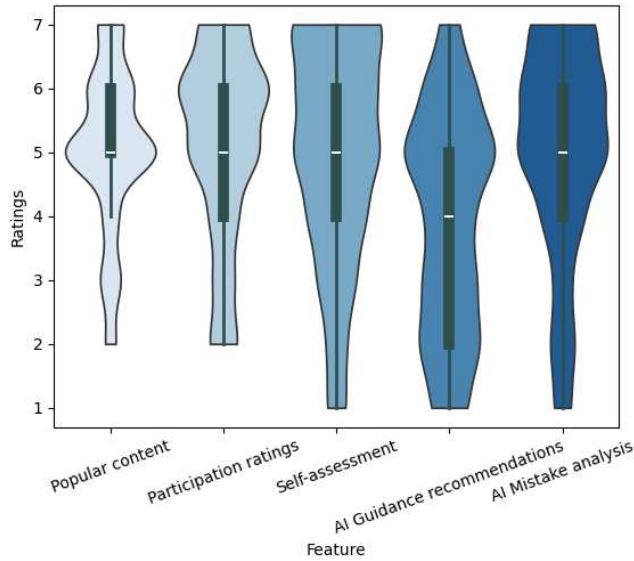 7
6
5
4
3
2
1
Ratings
Popular content
Participation ratings
Self-assessment
AI Guidance recommendations
AI Mistake analysis
Feature